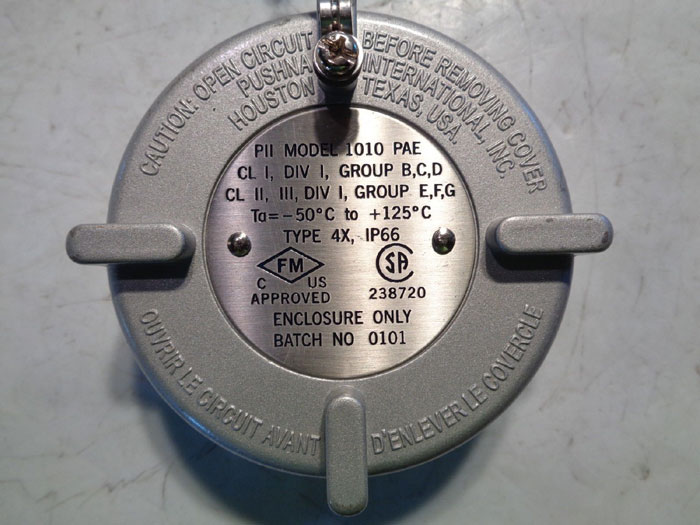 CAUTION: OPEN CIRCUIT BEFORE REMOVING COVER
PUSHNA INTERNATIONAL, INC.
HOUSTON TEXAS, USA.
PII MODEL 1010 PAE
CL I, DIV I, GROUP B,C,D
CL II, III, DIV I, GROUP E,F,G
Ta=-50°C to +125°C
TYPE 4X, IP66
FM
C US
APPROVED
SA
238720
ENCLOSURE ONLY
BATCH NO 0101
OUVRIR LE CIRCUIT AVANT D'ENLEVER LE COVERCLE